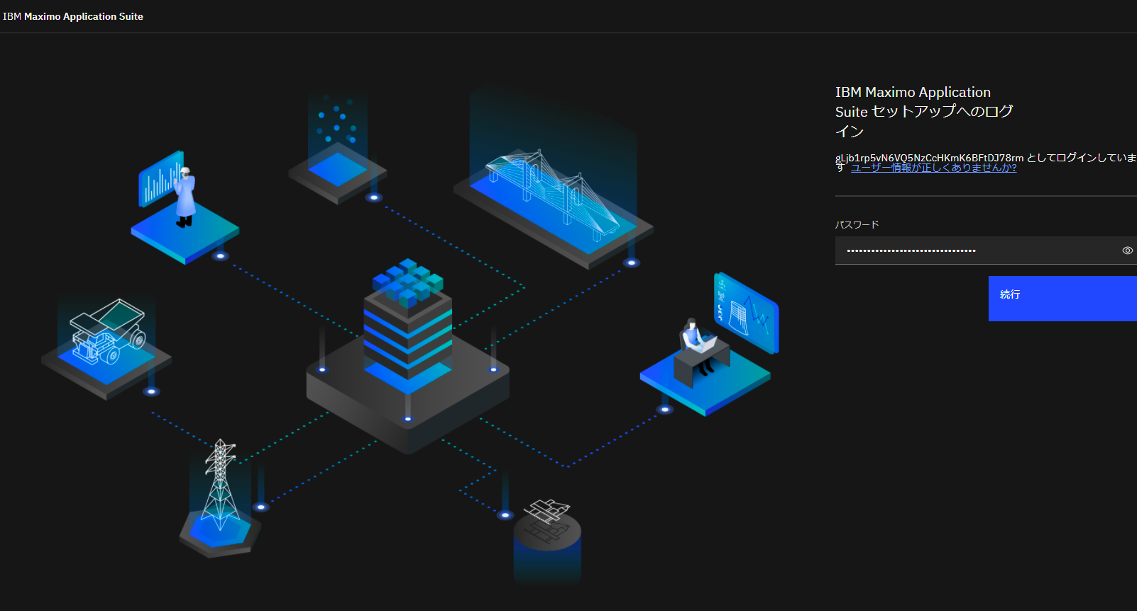 IBM Maximo Application Suite
IBM Maximo Application
Suite セットアップへのログ
イン
gLjb1rp5vN6VQ5NzCcHKmK6BFtDJ78rm としてログインしていま
す ユーザー情報が正しくありませんか?
パスワード
続行